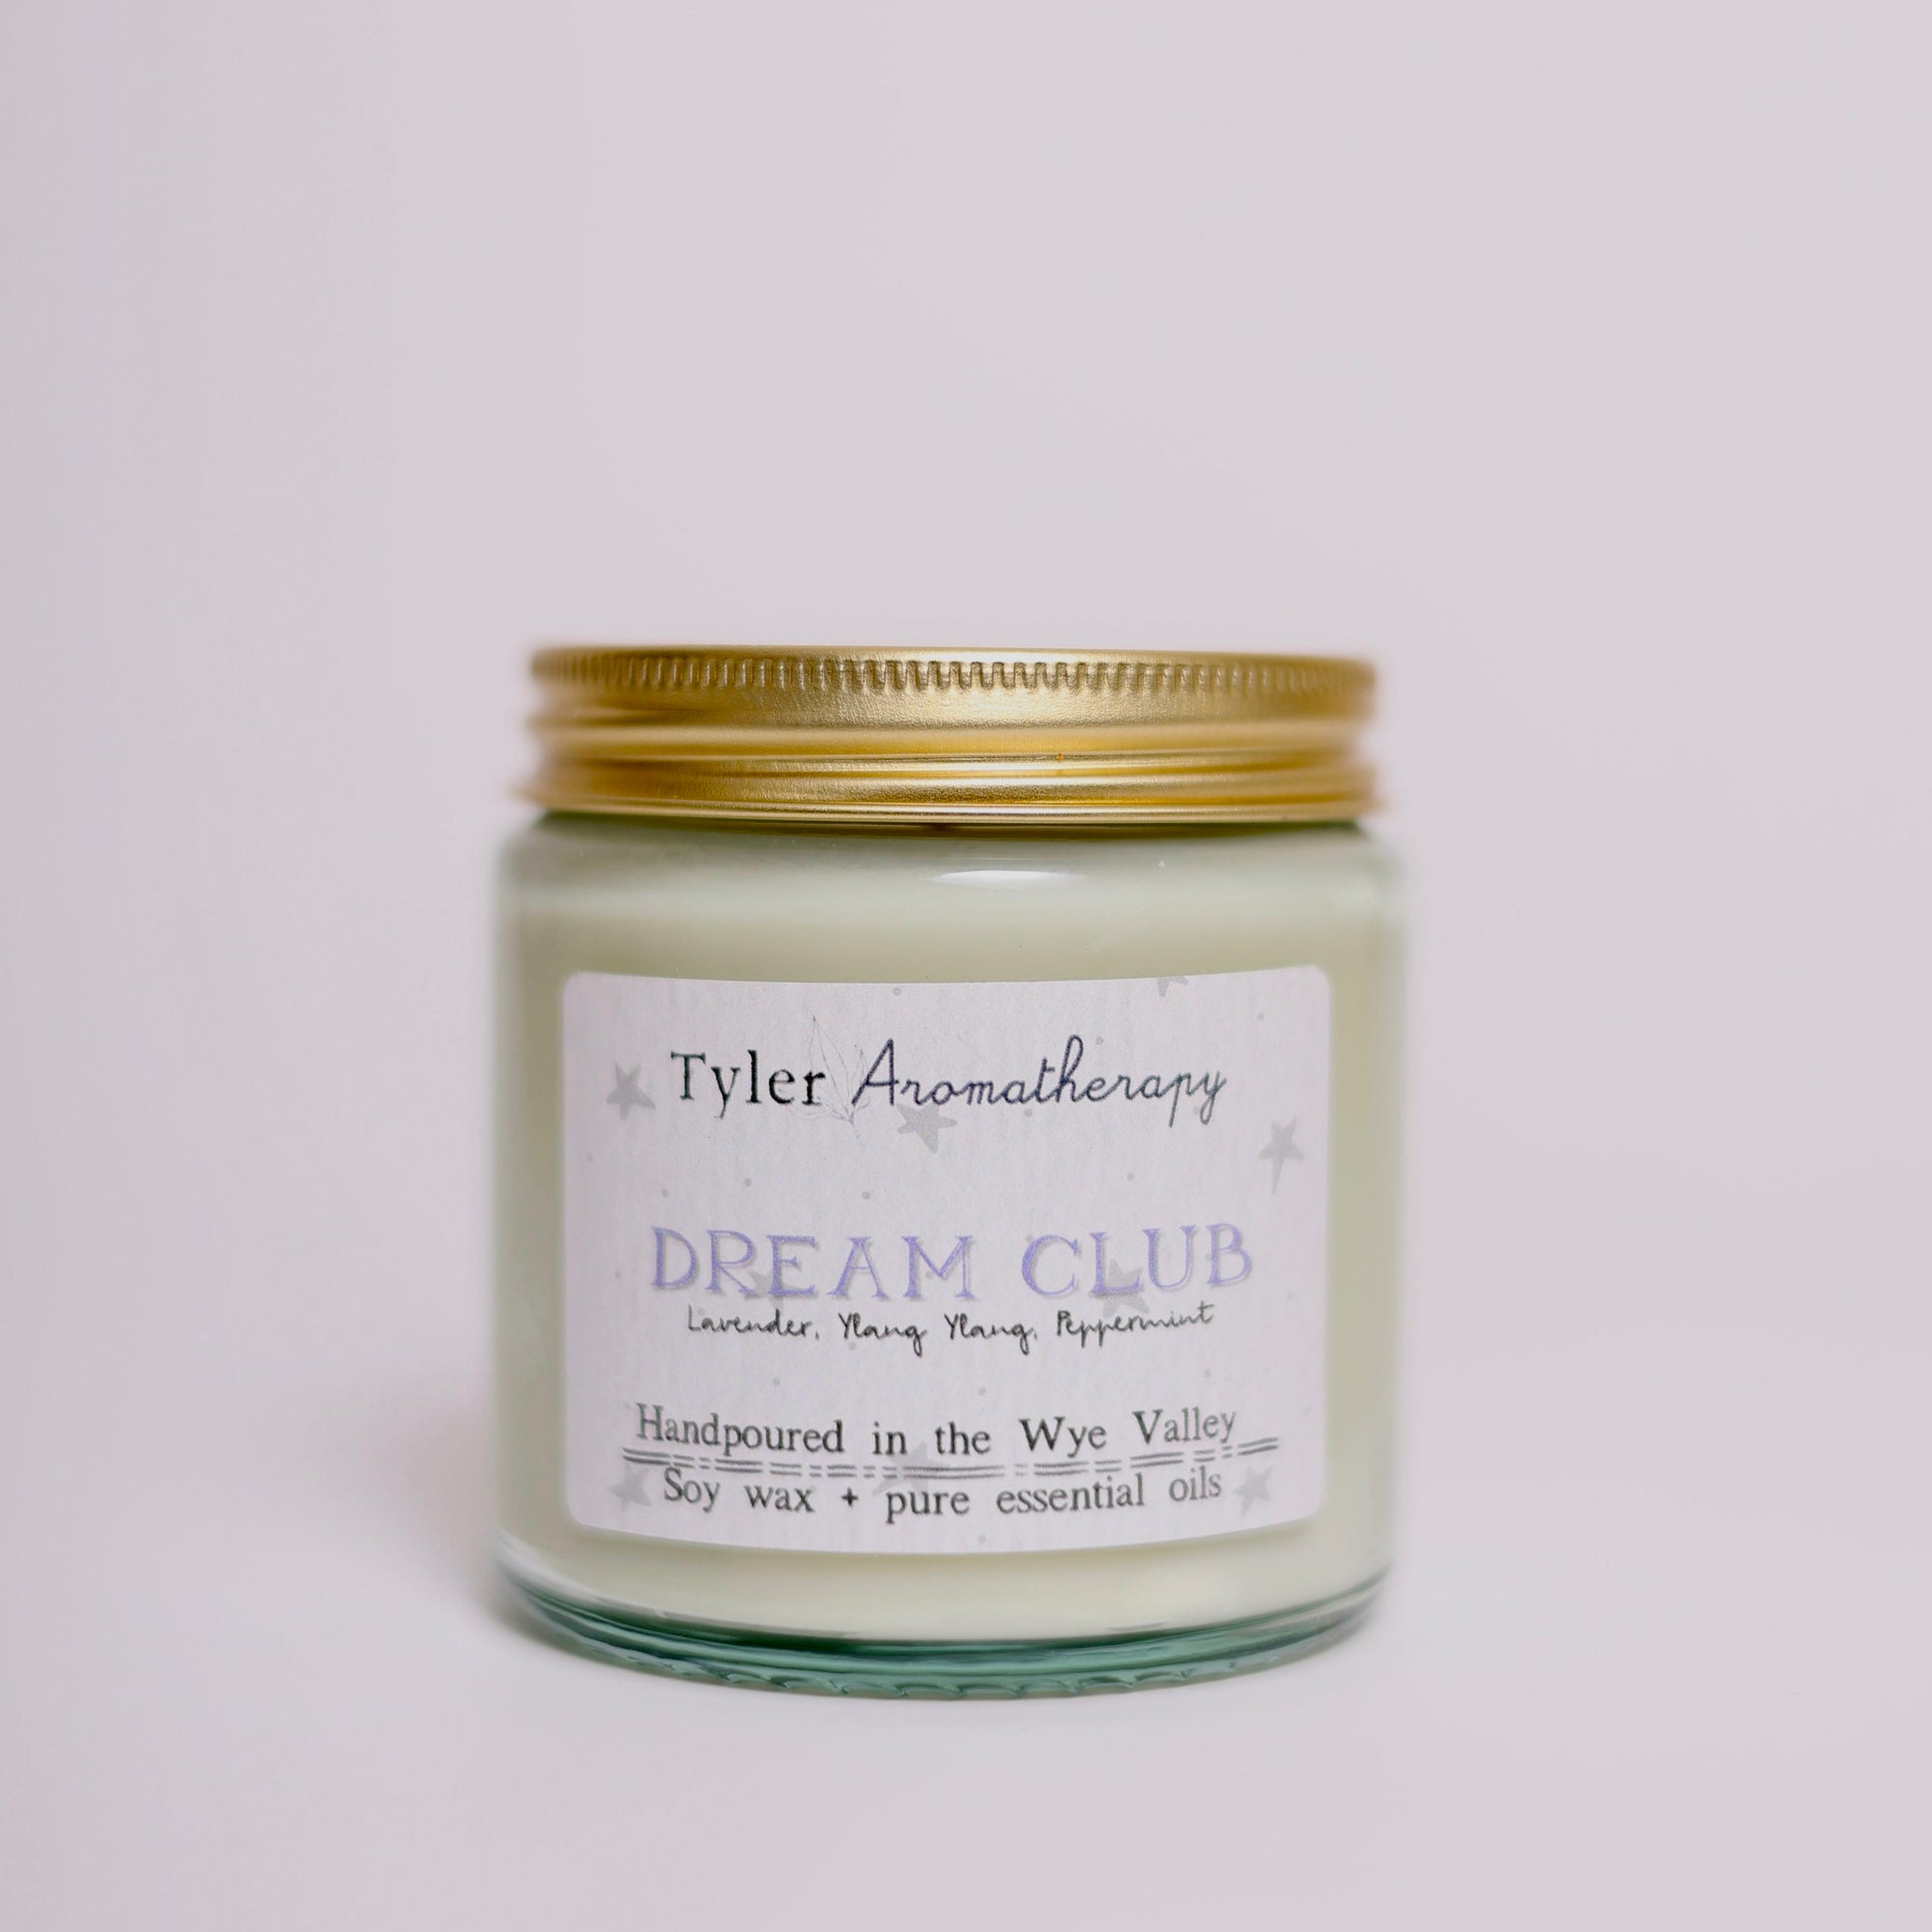 Tyler Aromatherapy
DREAM CLUB
Lavender, Ylang Ylang, Peppermint
Handpoured in the Wye Valley
Soy wax + pure essential oils